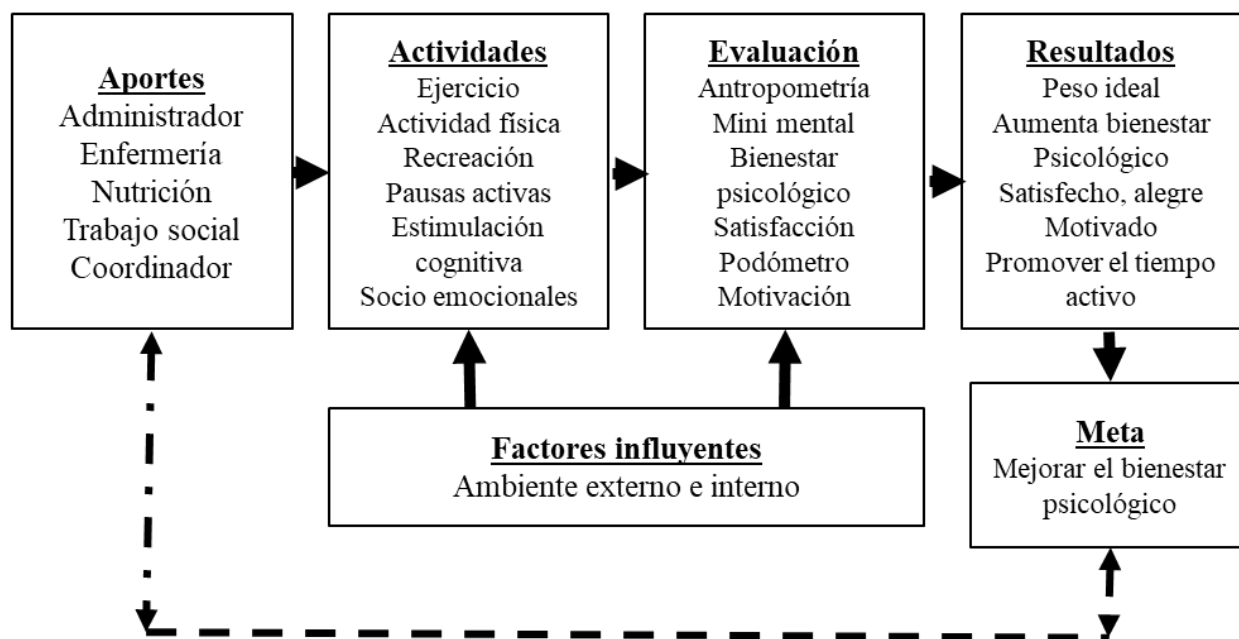 Aportes
Administrador
Enfermería
Nutrición
Trabajo social
Coordinador
Actividades
Ejercicio
Actividad física
Recreación
Pausas activas
Estimulación
cognitiva
Socio emocionales
Evaluación
Antropometría
Mini mental
Bienestar
psicológico
Satisfacción
Podómetro
Motivación
Resultados
Peso ideal
Aumenta bienestar
Psicológico
Satisfecho, alegre
Motivado
Promover el tiempo
activo
Factores influyentes
Ambiente externo e interno
Meta
Mejorar el bienestar
psicológico